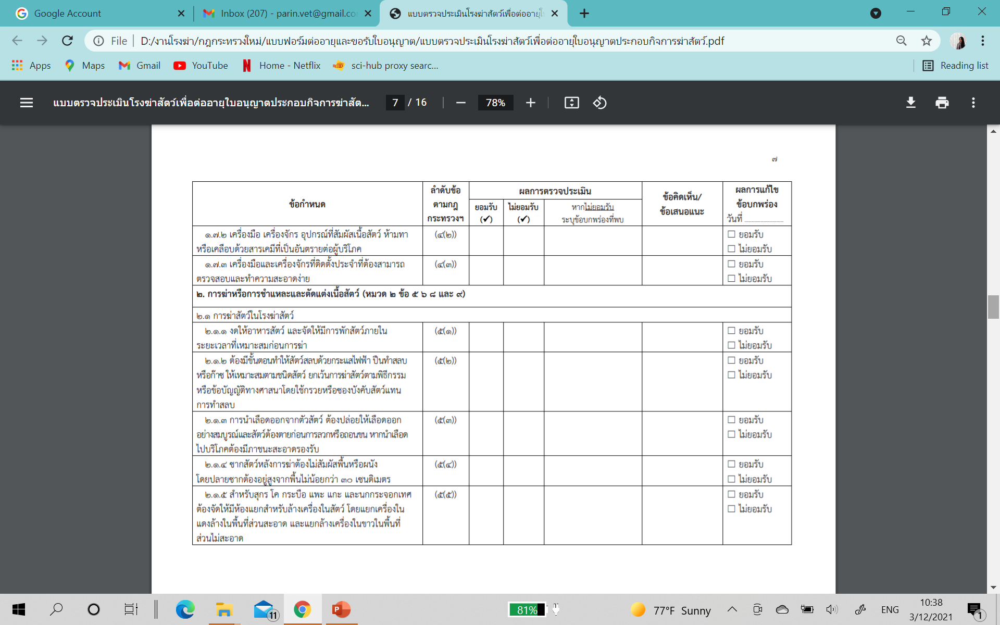 Google Account
Inbox (207) - parin.vet@gmail.co
แบบตรวจประเมินโรงฆ่าสัตว์เพื่อต่ออายุใบ
File
D:/งานโรงฆ่า/กฎกระทรวงใหม่/แบบฟอร์มต่ออายุและขอรับใบอนุญาต/แบบตรวจประเมินโรงฆ่าสัตว์เพื่อต่ออายุใบอนุญาตประกอบกิจการฆ่าสัตว์.pdf
Apps
Maps
Gmail
YouTube
Home - Netflix
sci-hub proxy searc...
Reading list
แบบตรวจประเมินโรงฆ่าสัตว์เพื่อต่ออายุใบอนุญาตประกอบกิจการฆ่าสัต...
7 / 16
78%
๗
ข้อกำหนด
ลำดับข้อ
ตามกฎ
กระทรวงฯ
ผลการตรวจประเมิน
ยอมรับ
(✓)
ไม่ยอมรับ
(✓)
หากไม่ยอมรับ
ระบุข้อบกพร่องที่พบ
ข้อคิดเห็น/
ข้อเสนอแนะ
ผลการแก้ไข
ข้อบกพร่อง
วันที่ ....................
๑.๗.๒ เครื่องมือ เครื่องจักร อุปกรณ์ที่สัมผัสเนื้อสัตว์ ห้ามทา
หรือเคลือบด้วยสารเคมีที่เป็นอันตรายต่อผู้บริโภค
(๔(๒))
☐ ยอมรับ
☐ ไม่ยอมรับ
๑.๗.๓ เครื่องมือและเครื่องจักรที่ติดตั้งประจำที่ต้องสามารถ
ตรวจสอบและทำความสะอาดง่าย
(๔(๓))
☐ ยอมรับ
☐ ไม่ยอมรับ
๒. การฆ่าหรือการชำแหละและตัดแต่งเนื้อสัตว์ (หมวด ๒ ข้อ ๕ ๖ ๘ และ ๙)
๒.๑ การฆ่าสัตว์ในโรงฆ่าสัตว์
๒.๑.๑ งดให้อาหารสัตว์ และจัดให้มีการพักสัตว์ภายใน
ระยะเวลาที่เหมาะสมก่อนการฆ่า
(๕(๑))
☐ ยอมรับ
☐ ไม่ยอมรับ
๒.๑.๒ ต้องมีขั้นตอนทำให้สัตว์สลบด้วยกระแสไฟฟ้า ปืนทำสลบ
หรือก๊าซ ให้เหมาะสมตามชนิดสัตว์ ยกเว้นการฆ่าสัตว์ตามพิธีกรรม
หรือข้อบัญญัติทางศาสนาโดยใช้กรวยหรือซองบังคับสัตว์แทน
การทำสลบ
(๕(๒))
☐ ยอมรับ
☐ ไม่ยอมรับ
๒.๑.๓ การนำเลือดออกจากตัวสัตว์ ต้องปล่อยให้เลือดออก
อย่างสมบูรณ์และสัตว์ต้องตายก่อนการลวกหรือถอนขน หากนำเลือด
ไปบริโภคต้องมีภาชนะสะอาดรองรับ
(๕(๓))
☐ ยอมรับ
☐ ไม่ยอมรับ
๒.๑.๔ ซากสัตว์หลังการฆ่าต้องไม่สัมผัสพื้นหรือผนัง
โดยปลายซากต้องอยู่สูงจากพื้นไม่น้อยกว่า ๓๐ เซนติเมตร
(๕(๔))
☐ ยอมรับ
☐ ไม่ยอมรับ
๒.๑.๕ สำหรับสุกร โค กระบือ แพะ แกะ และนกกระจอกเทศ
ต้องจัดให้มีห้องแยกสำหรับล้างเครื่องในสัตว์ โดยแยกเครื่องใน
แดงล้างในพื้นที่ส่วนสะอาด และแยกล้างเครื่องในขาวในพื้นที่
ส่วนไม่สะอาด
(๕(๕))
☐ ยอมรับ
☐ ไม่ยอมรับ
11
81%
77°F Sunny
ENG
10:38
3/12/2021
1